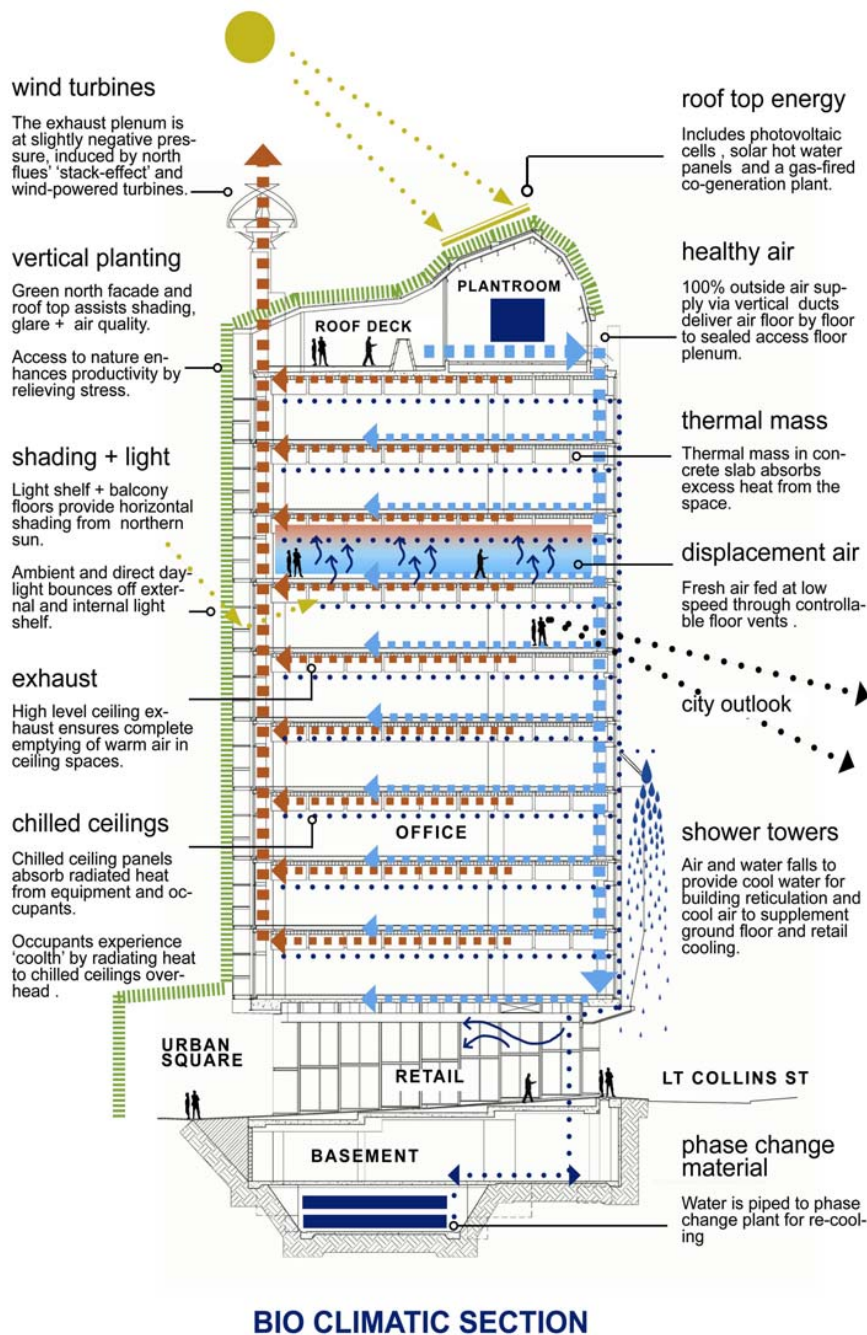 wind turbines
The exhaust plenum is
at slightly negative pres-
sure, induced by north
flues' 'stack-effect' and
wind-powered turbines.
vertical planting
Green north facade and
roof top assists shading,
glare + air quality.
Access to nature en-
hances productivity by
relieving stress.
shading + light
Light shelf + balcony
floors provide horizontal
shading from northern
sun.
Ambient and direct day-
light bounces off exter-
nal and internal light
shelf.
exhaust
High level ceiling ex-
haust ensures complete
emptying of warm air in
ceiling spaces.
chilled ceilings
Chilled ceiling panels
absorb radiated heat
from equipment and oc-
cupants.
Occupants experience
'coolth' by radiating heat
to chilled ceilings over-
head .
PLANTROOM
ROOF DECK
OFFICE
URBAN
SQUARE
RETAIL
LT COLLINS ST
BASEMENT
roof top energy
Includes photovoltaic
cells , solar hot water
panels and a gas-fired
co-generation plant.
healthy air
100% outside air sup-
ply via vertical ducts
deliver air floor by floor
to sealed access floor
plenum.
thermal mass
Thermal mass in con-
crete slab absorbs
excess heat from the
space.
displacement air
Fresh air fed at low
speed through controlla-
ble floor vents .
city outlook
shower towers
Air and water falls to
provide cool water for
building reticulation and
cool air to supplement
ground floor and retail
cooling.
phase change
material
Water is piped to phase
change plant for re-cool-
ing
BIO CLIMATIC SECTION